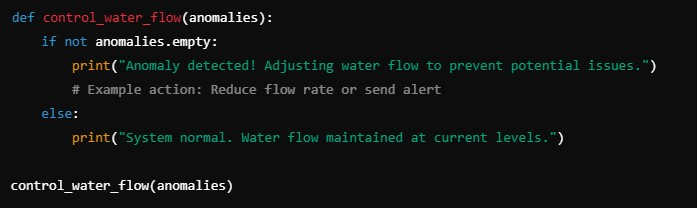 def control_water_flow(anomalies):
    if not anomalies.empty:
        print("Anomaly detected! Adjusting water flow to prevent potential issues.")
        # Example action: Reduce flow rate or send alert
    else:
        print("System normal. Water flow maintained at current levels.")
control_water_flow(anomalies)